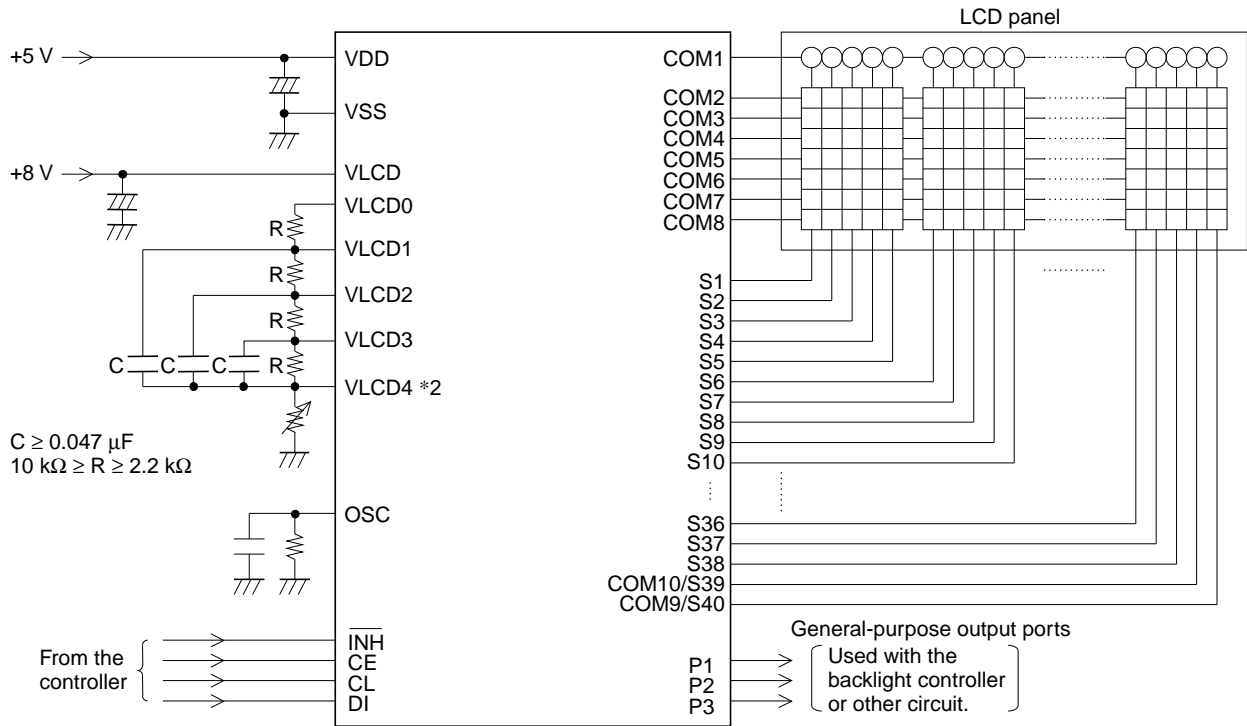 LCD panel
+5 V
VDD
VSS
+8 V
VLCD
VLCD0
R
VLCD1
R
VLCD2
R
VLCD3
C
C
C
R
VLCD4 *2
C ≥ 0.047 µF
10 kΩ ≥ R ≥ 2.2 kΩ
OSC
From the
controller
INH
CE
CL
DI
COM1
COM2
COM3
COM4
COM5
COM6
COM7
COM8
S1
S2
S3
S4
S5
S6
S7
S8
S9
S10
S36
S37
S38
COM10/S39
COM9/S40
General-purpose output ports
P1
P2
P3
Used with the
backlight controller
or other circuit.